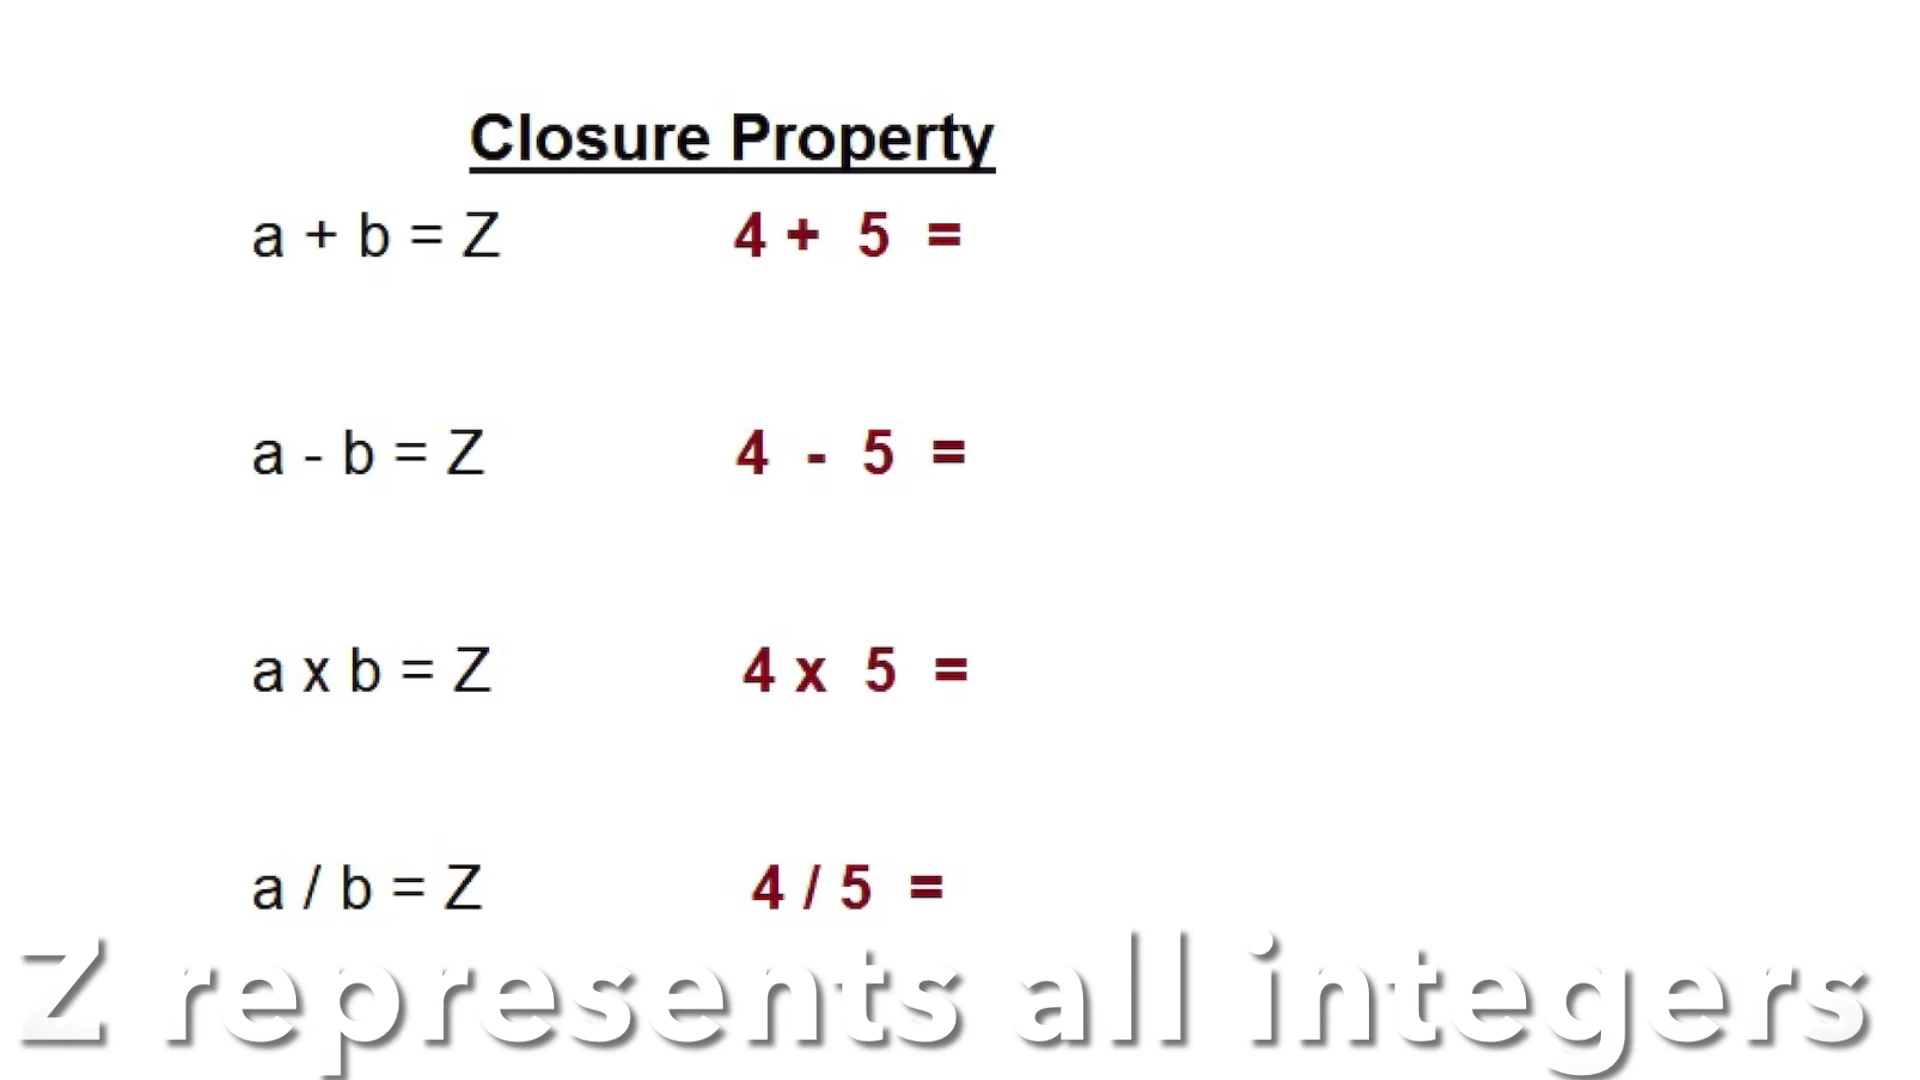 Closure Property
a + b = Z 4 + 5 =
a - b = Z 4 - 5 =
a x b = Z 4 x 5 =
a / b = Z 4 / 5 =
Z represents all integers